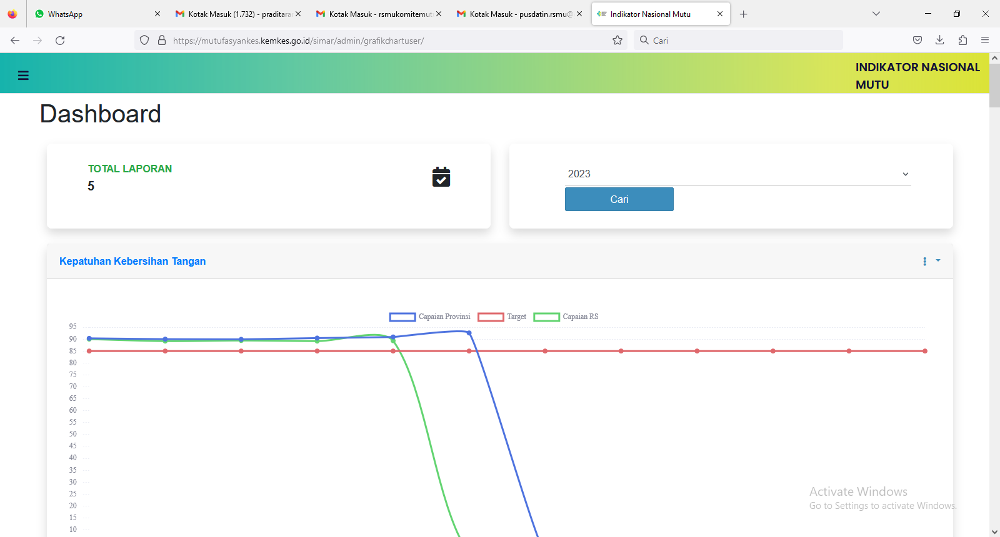 WhatsApp
Kotak Masuk (1.732) - praditara
Kotak Masuk - rsmukomitemut
Kotak Masuk - pusdatin.rsmu@
Indikator Nasional Mutu
https://mutufasyankes.kemkes.go.id/simar/admin/grafikchartuser/
Cari
INDIKATOR NASIONAL
MUTU
Dashboard
TOTAL LAPORAN
5
2023
Cari
Kepatuhan Kebersihan Tangan
Capaian Provinsi
Target
Capaian RS
95
90
85
80
75
70
65
60
55
50
45
40
35
30
25
20
15
10
Activate Windows
Go to Settings to activate Windows.